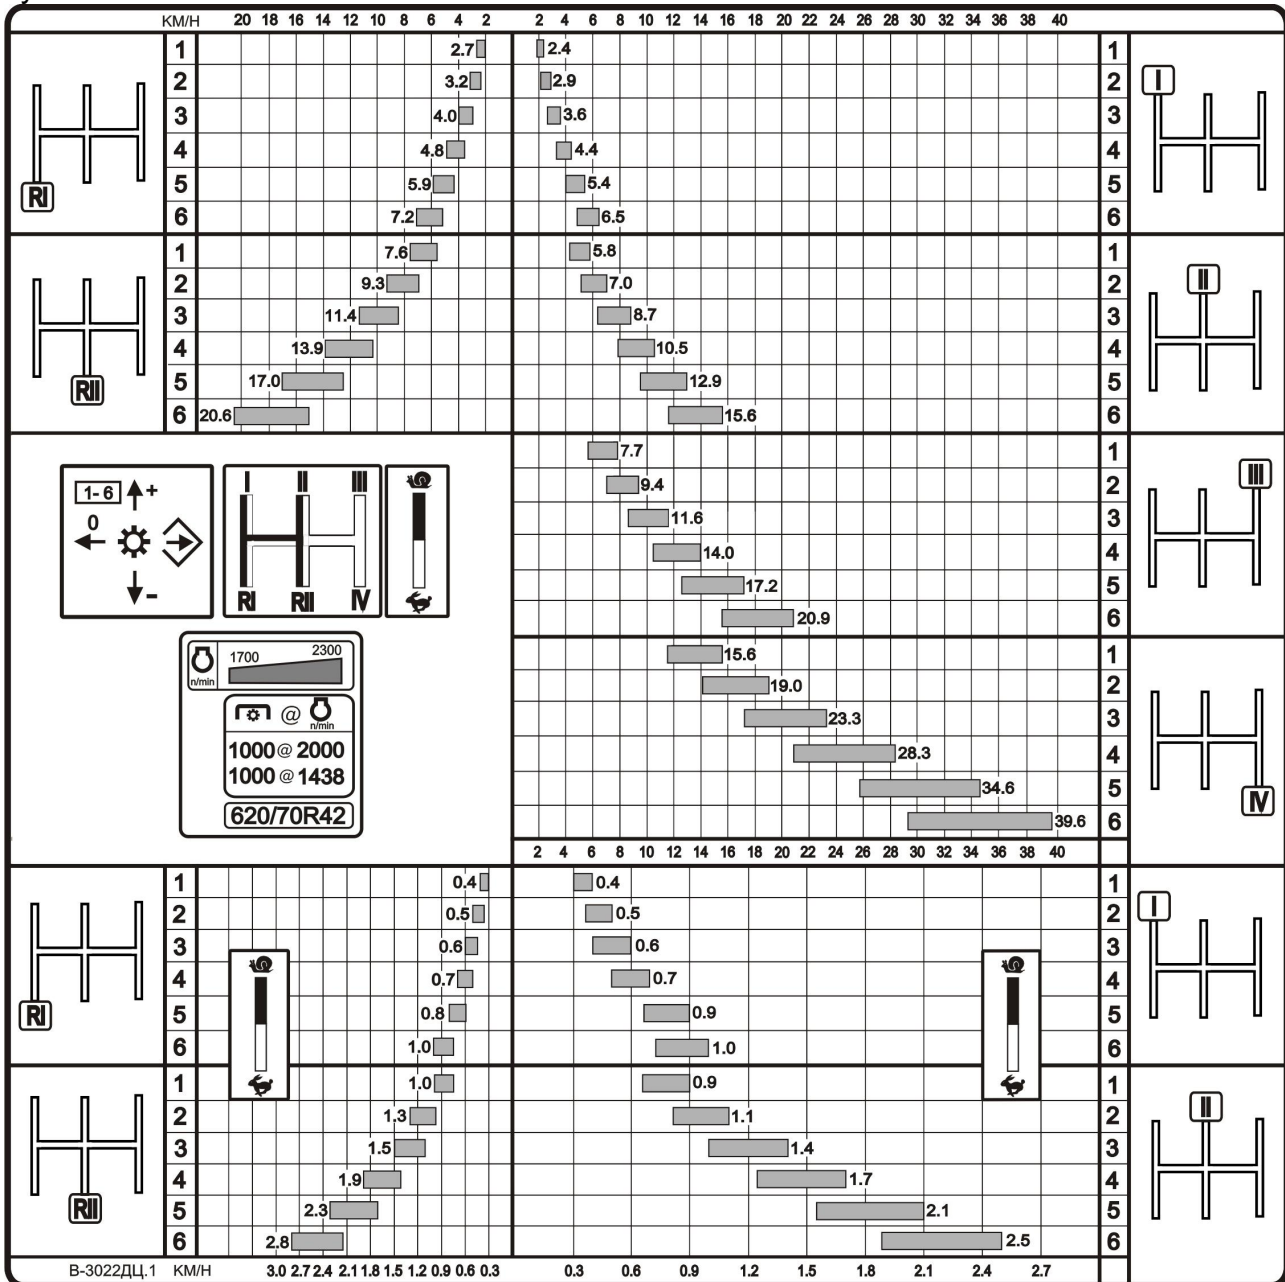 KM/H 20 18 16 14 12 10 8 6 4 2 2 4 6 8 10 12 14 16 18 20 22 24 26 28 30 32 34 36 38 40
1 2.7 2.4 1
2 3.2 2.9 2
3 4.0 3.6 3
4 4.8 4.4 4
5 5.9 5.4 5
6 7.2 6.5 6
RI
I
1 7.6 5.8 1
2 9.3 7.0 2
3 11.4 8.7 3
4 13.9 10.5 4
5 17.0 12.9 5
6 20.6 15.6 6
RII
II
7.7 1
9.4 2
11.6 3
14.0 4
17.2 5
20.9 6
III
1-6 +
0
-
I II III
RI RII IV
1700 2300
n/min
@
n/min
1000 @ 2000
1000 @ 1438
620/70R42
15.6 1
19.0 2
23.3 3
28.3 4
34.6 5
39.6 6
IV
2 4 6 8 10 12 14 16 18 20 22 24 26 28 30 32 34 36 38 40
1 0.4 0.4 1
2 0.5 0.5 2
3 0.6 0.6 3
4 0.7 0.7 4
5 0.8 0.9 5
6 1.0 1.0 6
RI
I
1 1.0 0.9 1
2 1.3 1.1 2
3 1.5 1.4 3
4 1.9 1.7 4
5 2.3 2.1 5
6 2.8 2.5 6
RII
II
В-3022ДЦ.1 KM/H 3.0 2.7 2.4 2.1 1.8 1.5 1.2 0.9 0.6 0.3 0.3 0.6 0.9 1.2 1.5 1.8 2.1 2.4 2.7